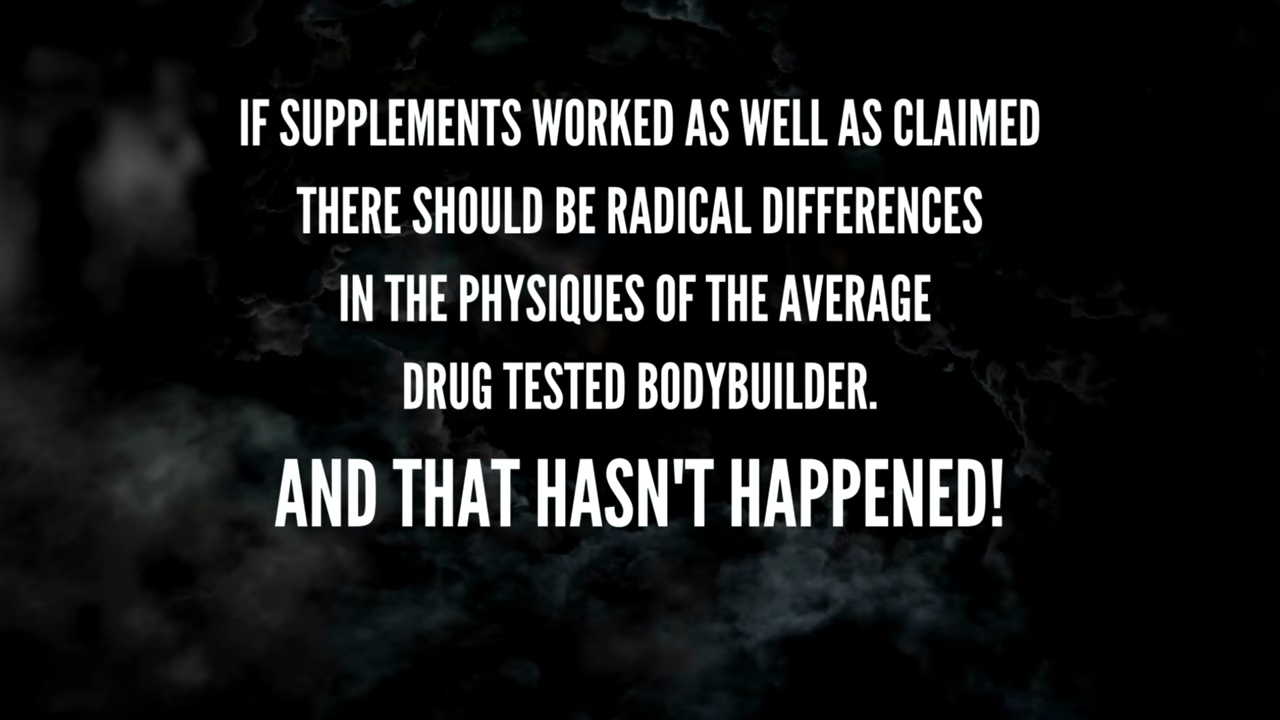 IF SUPPLEMENTS WORKED AS WELL AS CLAIMED
THERE SHOULD BE RADICAL DIFFERENCES
IN THE PHYSIQUES OF THE AVERAGE
DRUG TESTED BODYBUILDER.
AND THAT HASN'T HAPPENED!